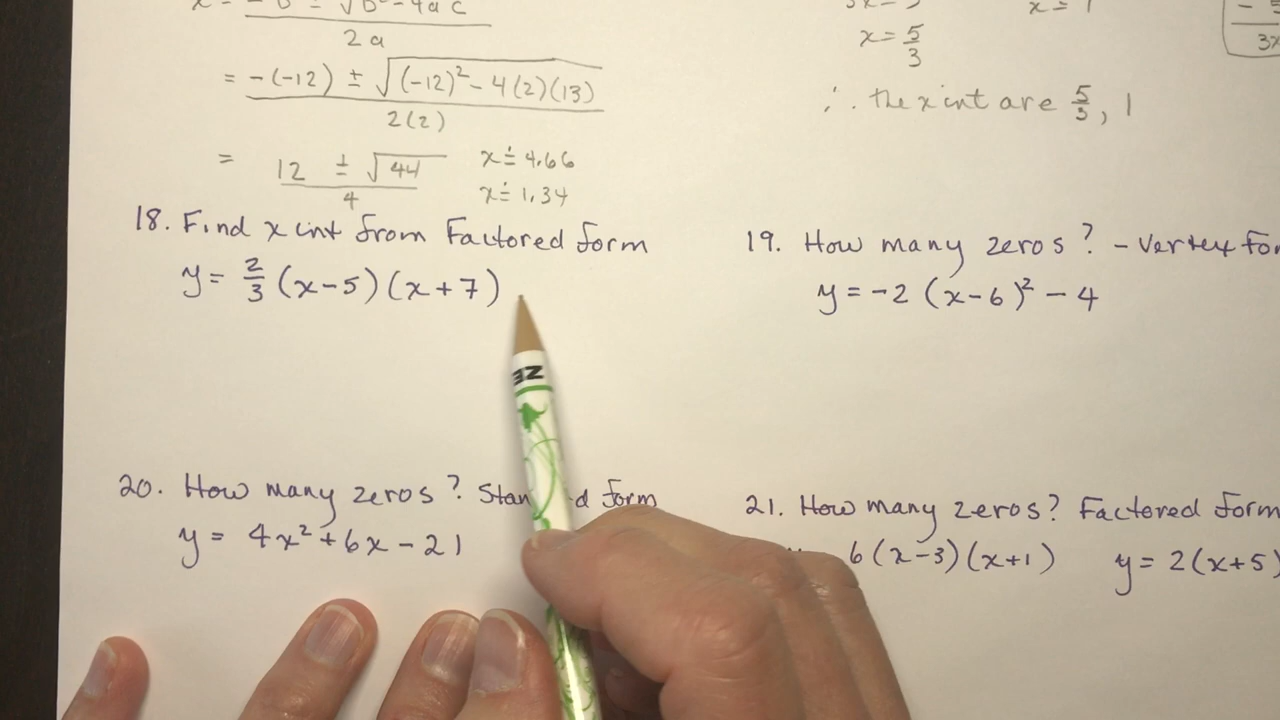 2a
= -(-12) ± √(-12)² - 4(2)(13)
2(2)
= 12 ± √44
4
x ≐ 4.66
x ≐ 1.34
x = 5/3
x = 1
∴ the x int are 5/3, 1
18. Find x int from Factored form
y = 2/3 (x-5)(x+7)
19. How many zeros? - Vertex
y = -2 (x-6)² - 4
20. How many zeros? form
y = 4x² + 6x - 21
21. How many zeros? Factored form
6(x-3)(x+1) y = 2(x+5)
ZE